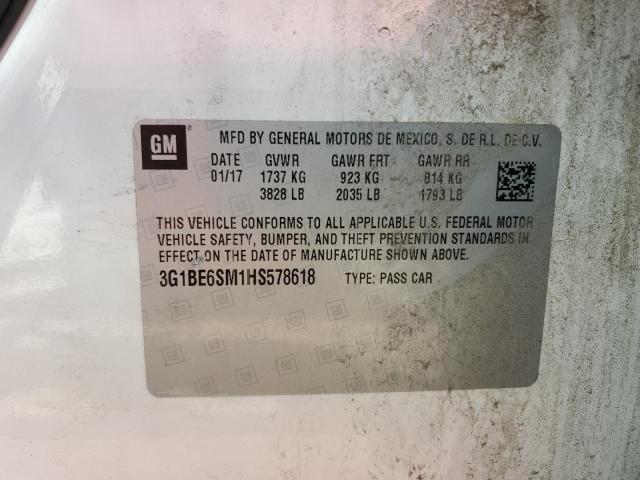 GM
MFD BY GENERAL MOTORS DE MEXICO, S. DE R.L. DE C.V.
DATE GVWR GAWR FRT GAWR RR
01/17 1737 KG 923 KG 814 KG
3828 LB 2035 LB 1793 LB
THIS VEHICLE CONFORMS TO ALL APPLICABLE U.S. FEDERAL MOTOR
VEHICLE SAFETY, BUMPER, AND THEFT PREVENTION STANDARDS IN
EFFECT ON THE DATE OF MANUFACTURE SHOWN ABOVE.
3G1BE6SM1HS578618 TYPE: PASS CAR